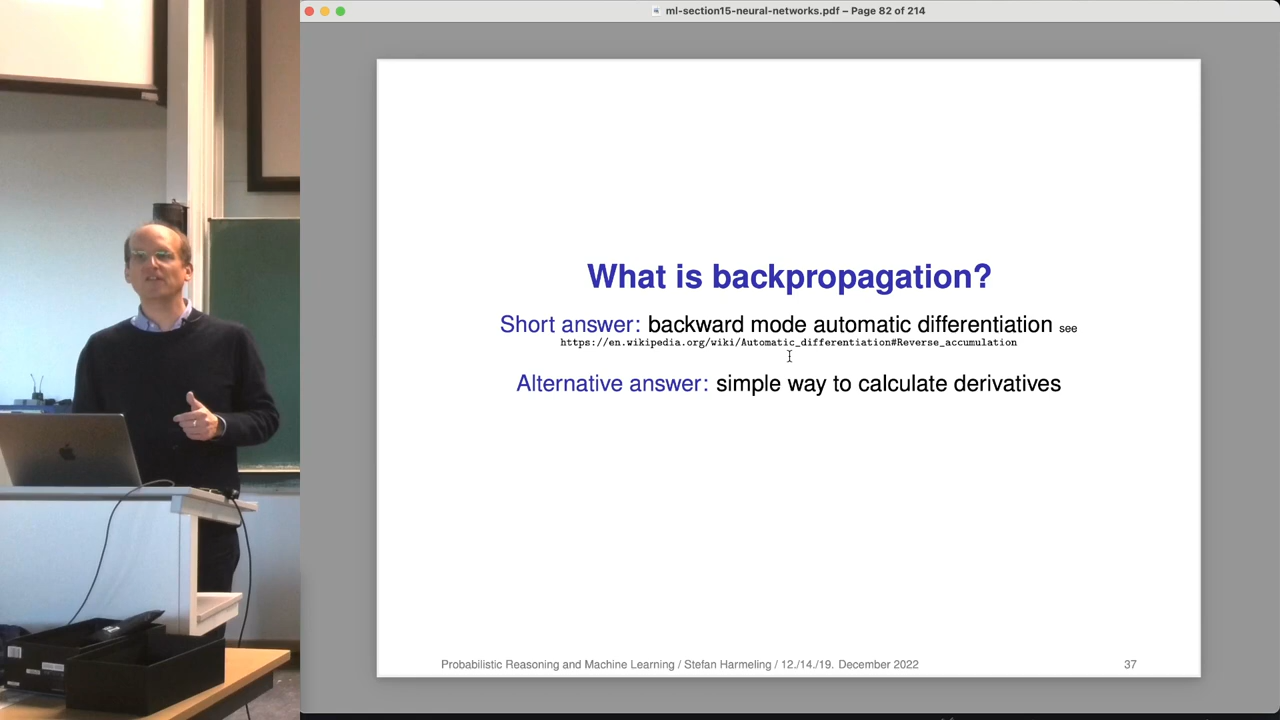 ml-section15-neural-networks.pdf – Page 82 of 214
What is backpropagation?
Short answer: backward mode automatic differentiation see
https://en.wikipedia.org/wiki/Automatic_differentiation#Reverse_accumulation
Alternative answer: simple way to calculate derivatives
Probabilistic Reasoning and Machine Learning / Stefan Harmeling / 12./14./19. December 2022
37